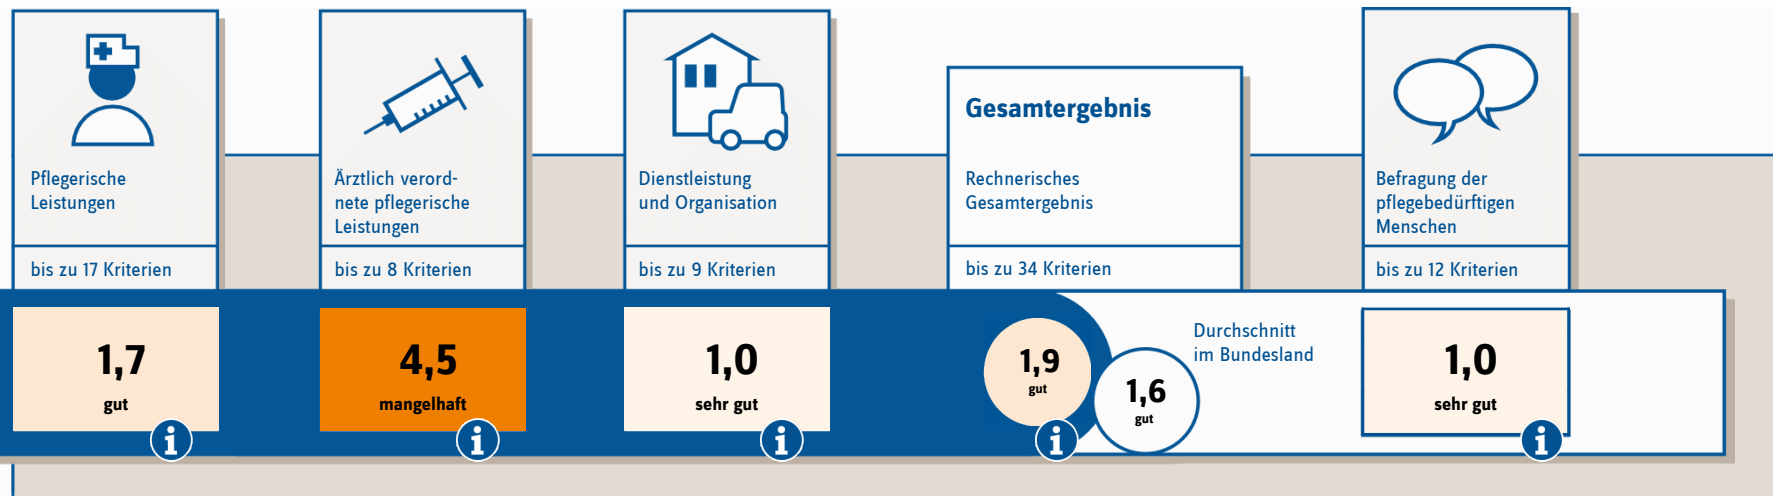 Pflegerische
Leistungen
bis zu 17 Kriterien
1,7
gut
i
Ärztlich verord-
nete pflegerische
Leistungen
bis zu 8 Kriterien
4,5
mangelhaft
i
Dienstleistung
und Organisation
bis zu 9 Kriterien
1,0
sehr gut
i
Gesamtergebnis
Rechnerisches
Gesamtergebnis
bis zu 34 Kriterien
1,9
gut
i
1,6
gut
Durchschnitt
im Bundesland
Befragung der
pflegebedürftigen
Menschen
bis zu 12 Kriterien
1,0
sehr gut
i